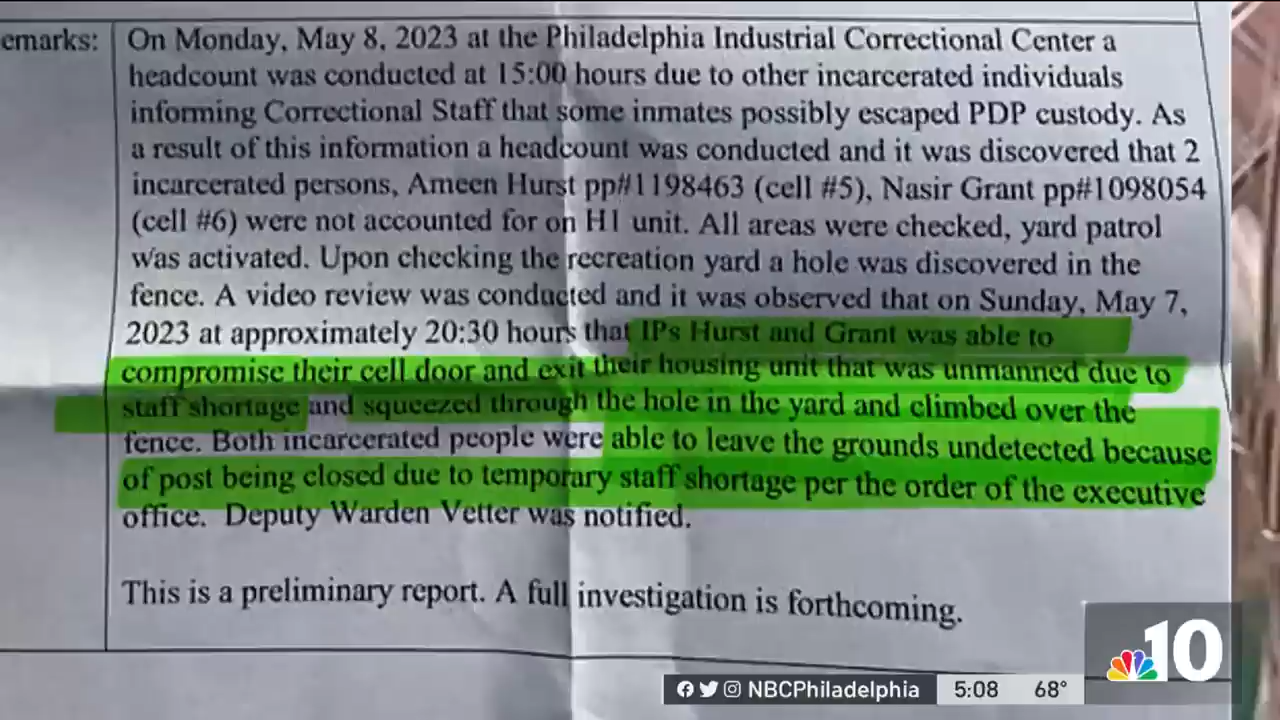 emarks:
On Monday, May 8, 2023 at the Philadelphia Industrial Correctional Center a
headcount was conducted at 15:00 hours due to other incarcerated individuals
informing Correctional Staff that some inmates possibly escaped PDP custody. As
a result of this information a headcount was conducted and it was discovered that 2
incarcerated persons, Ameen Hurst pp#1198463 (cell #5), Nasir Grant pp#1098054
(cell #6) were not accounted for on H1 unit. All areas were checked, yard patrol
was activated. Upon checking the recreation yard a hole was discovered in the
fence. A video review was conducted and it was observed that on Sunday, May 7,
2023 at approximately 20:30 hours that IPs Hurst and Grant was able to
compromise their cell door and exit their housing unit that was unmanned due to
staff shortage and squeezed through the hole in the yard and climbed over the
fence. Both incarcerated people were able to leave the grounds undetected because
of post being closed due to temporary staff shortage per the order of the executive
office. Deputy Warden Vetter was notified.
This is a preliminary report. A full investigation is forthcoming.
10
NBCPhiladelphia 5:08 68°